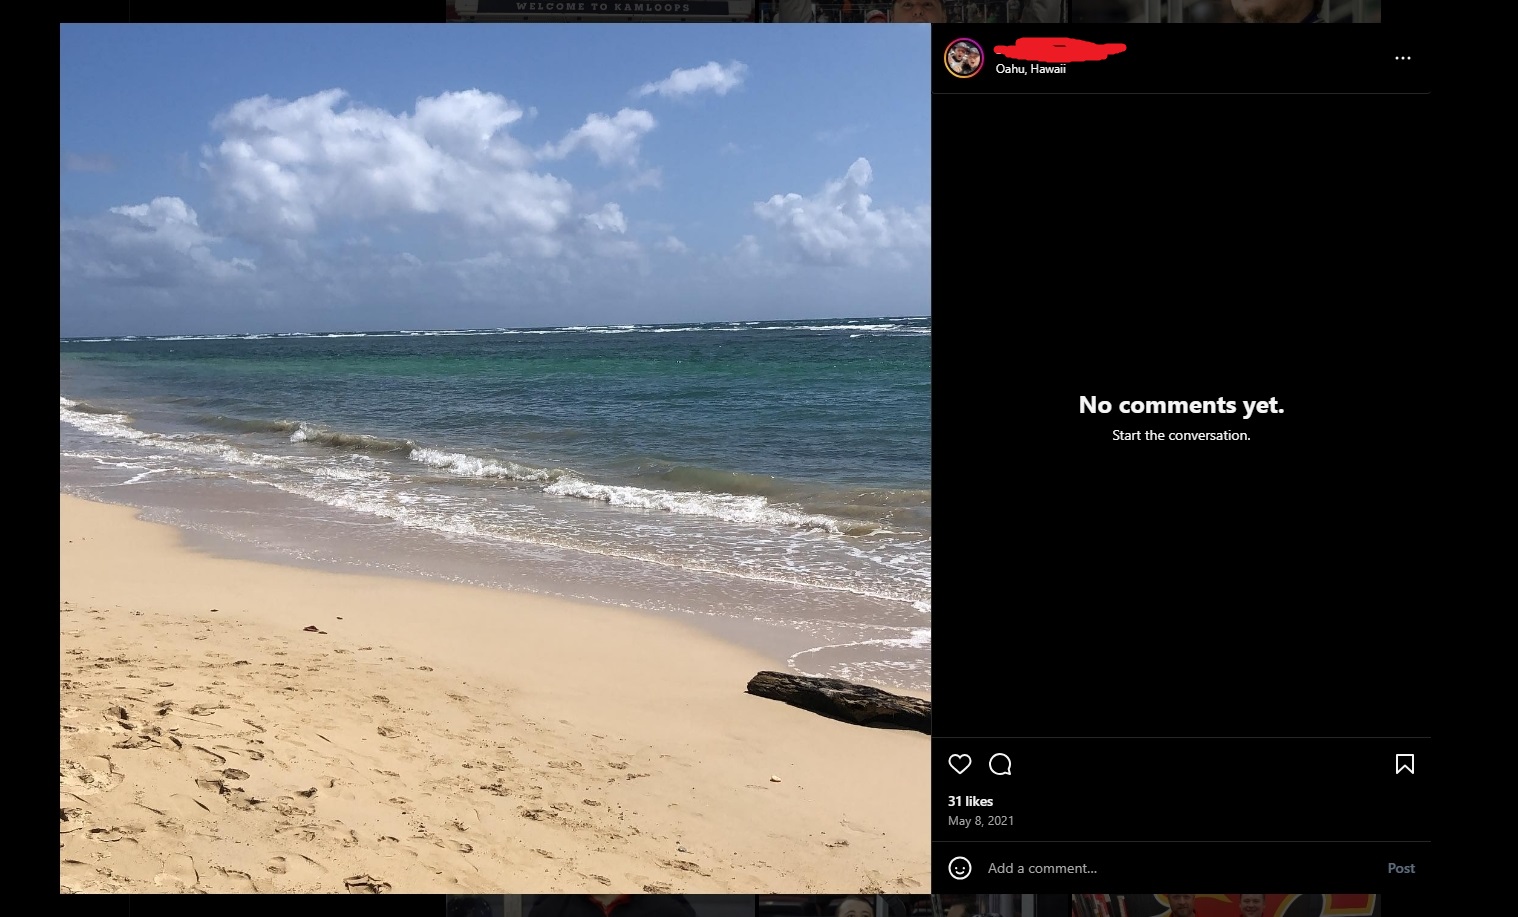 WELCOME TO KAMLOOPS
Oahu, Hawaii
No comments yet.
Start the conversation.
31 likes
May 8, 2021
Add a comment...
Post